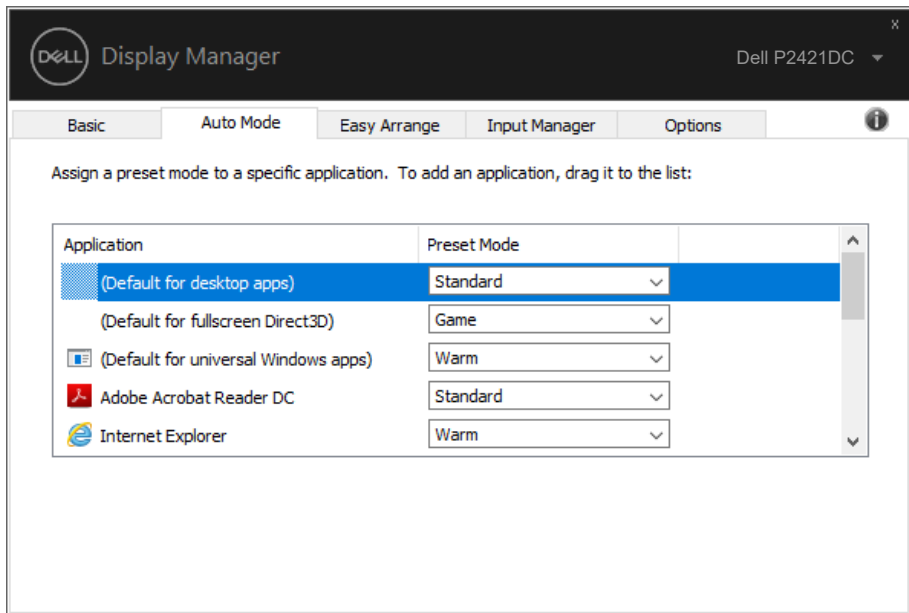 DELL Display Manager
Dell P2421DC
x
Basic Auto Mode Easy Arrange Input Manager Options
Assign a preset mode to a specific application. To add an application, drag it to the list:
Application Preset Mode
(Default for desktop apps) Standard
(Default for fullscreen Direct3D) Game
(Default for universal Windows apps) Warm
Adobe Acrobat Reader DC Standard
Internet Explorer Warm